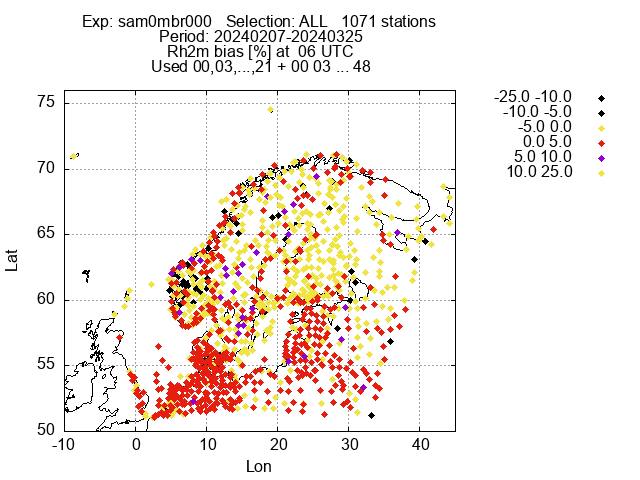 Exp: sam0mbr000 Selection: ALL 1071 stations
Period: 20240207-20240325
Rh2m bias [%] at 06 UTC
Used 00,03,...,21 + 00 03 ... 48
-25.0 -10.0
-10.0 -5.0
-5.0 0.0
0.0 5.0
5.0 10.0
10.0 25.0
75
70
65
60
55
50
Lat
-10 0 10 20 30 40
Lon